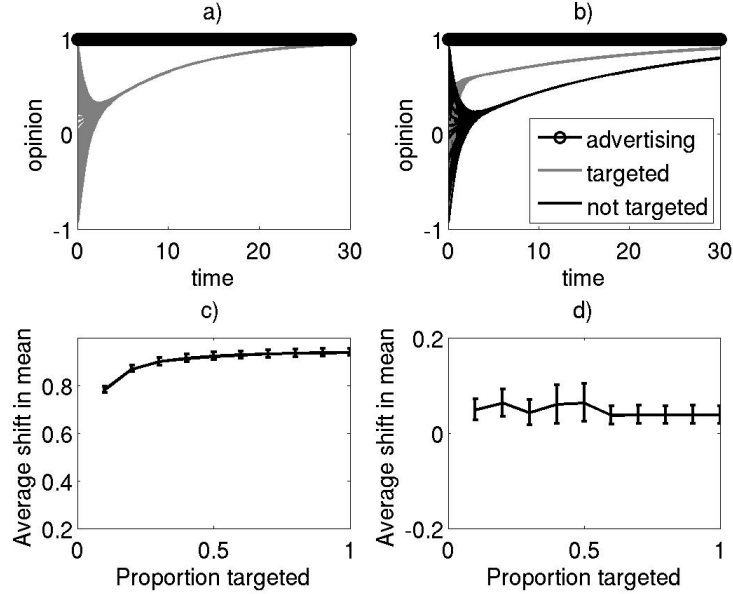 a)
1
0
-1
opinion
0 10 20 30
time
b)
1
0
-1
opinion
advertising
targeted
not targeted
0 10 20 30
time
c)
0.8
0.6
0.4
0.2
Average shift in mean
0 0.5 1
Proportion targeted
d)
0.2
0
-0.2
Average shift in mean
0 0.5 1
Proportion targeted